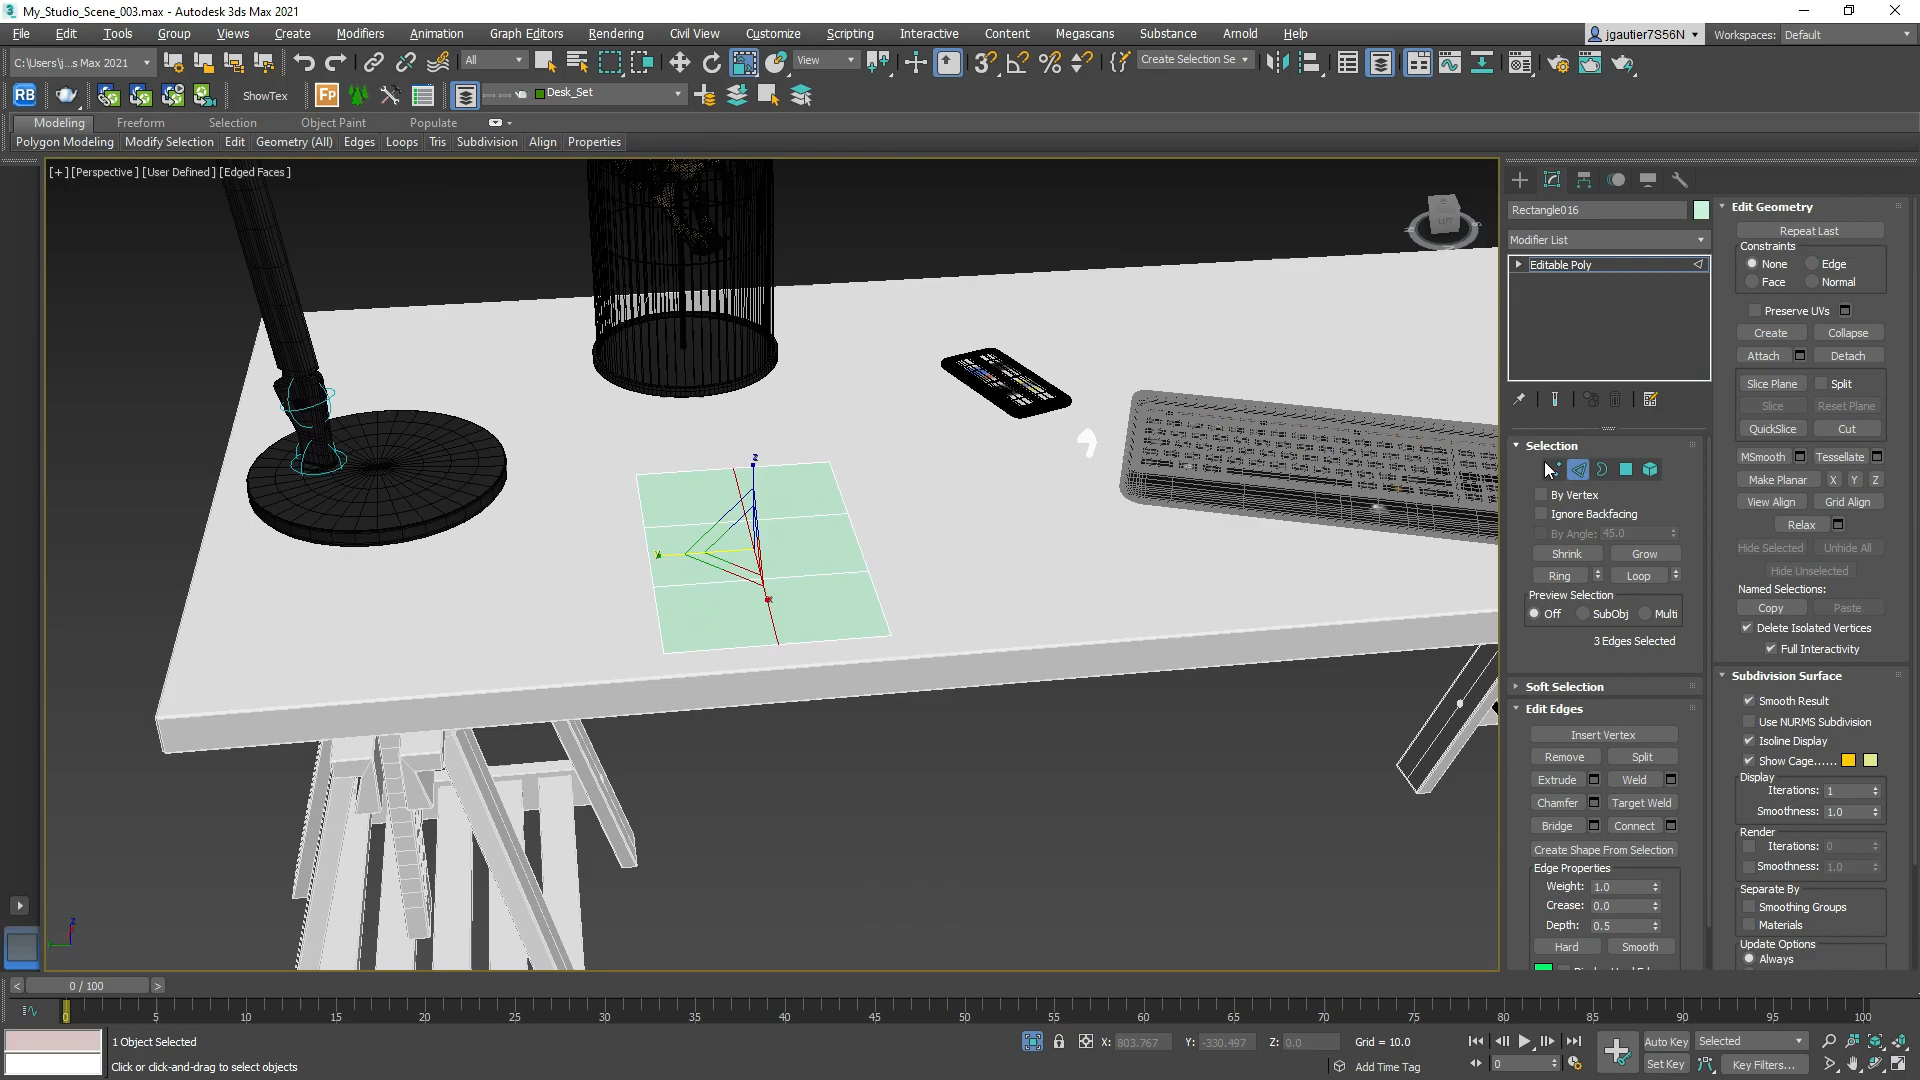 My_Studio_Scene_003.max - Autodesk 3ds Max 2021
File Edit Tools Group Views Create Modifiers Animation Graph Editors Rendering Civil View Customize Scripting Interactive Content Megascans Substance Arnold Help jgautier7S56N Workspaces: Default
C:\Users\j...s Max 2021 All View Create Selection Se
RB ShowTex Fp Desk_Set
Modeling Freeform Selection Object Paint Populate
Polygon Modeling Modify Selection Edit Geometry (All) Edges Loops Tris Subdivision Align Properties
[+] [Perspective] [User Defined] [Edged Faces]
Rectangle016
Modifier List
Editable Poly
Selection
By Vertex
Ignore Backfacing
By Angle: 45.0
Shrink Grow
Ring Loop
Preview Selection
Off SubObj Multi
3 Edges Selected
Soft Selection
Edit Edges
Insert Vertex
Remove Split
Extrude Weld
Chamfer Target Weld
Bridge Connect
Create Shape From Selection
Edge Properties
Weight: 1.0
Crease: 0.0
Depth: 0.5
Hard Smooth
Edit Geometry
Repeat Last
Constraints
None Edge
Face Normal
Preserve UVs
Create Collapse
Attach Detach
Slice Plane Split
Slice Reset Plane
QuickSlice Cut
MSmooth Tessellate
Make Planar X Y Z
View Align Grid Align
Relax
Hide Selected Unhide All
Hide Unselected
Named Selections:
Copy Paste
Delete Isolated Vertices
Full Interactivity
Subdivision Surface
Smooth Result
Use NURMS Subdivision
Isoline Display
Show Cage......
Display
Iterations: 1
Smoothness: 1.0
Render
Iterations: 0
Smoothness: 1.0
Separate By
Smoothing Groups
Materials
Update Options
Always
z
y
x
z
< 0 / 100 >
0 5 10 15 20 25 30 35 40 45 50 55 60 65 70 75 80 85 90 95 100
1 Object Selected
Click or click-and-drag to select objects
X: 803.767 Y: -330.497 Z: 0.0 Grid = 10.0
Add Time Tag
0
Auto Key Selected
Set Key Key Filters...